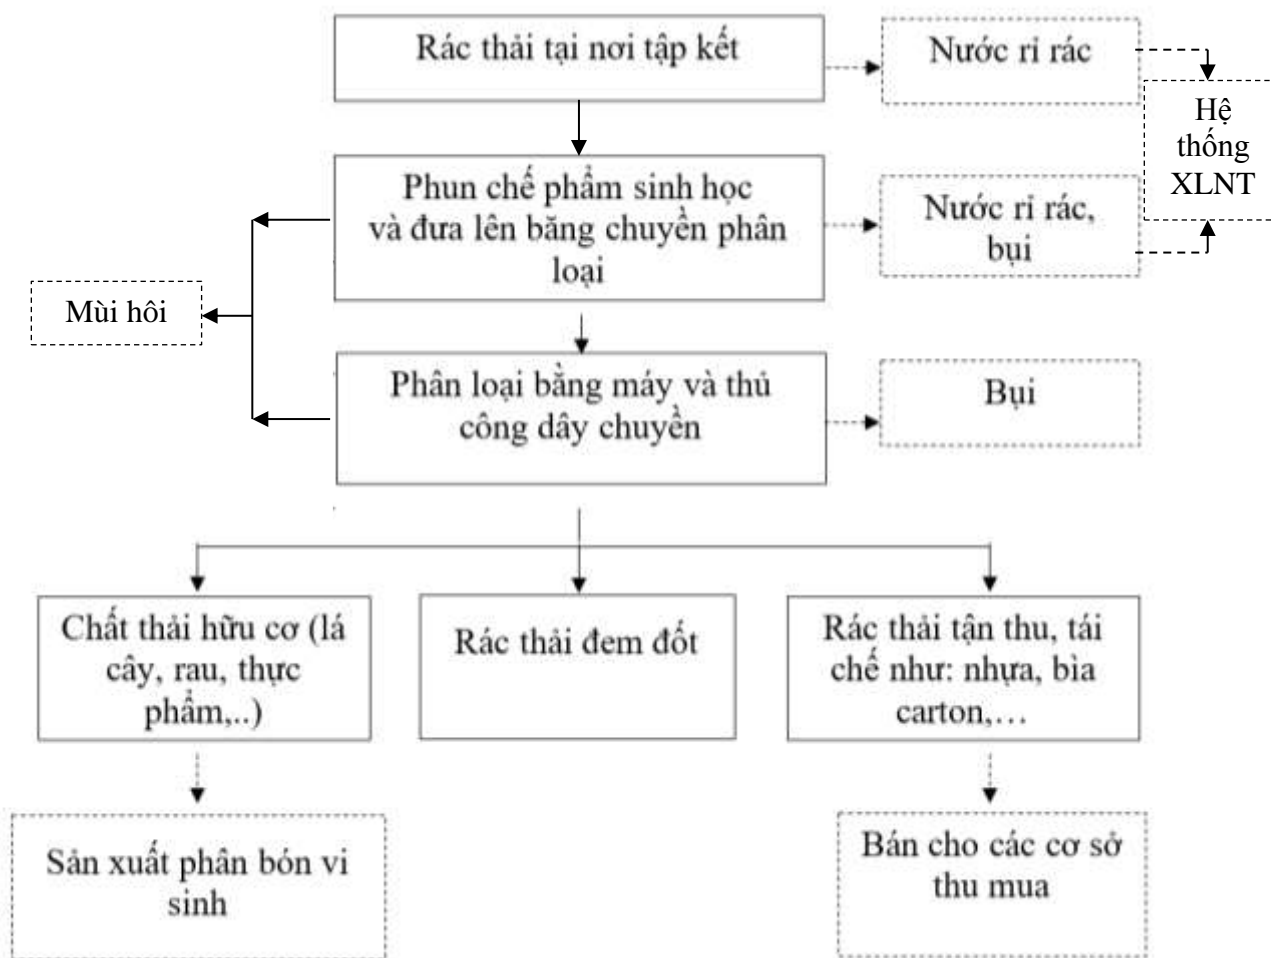 Rác thải tại nơi tập kết
Nước rỉ rác
Hệ
thống
XLNT
Phun chế phẩm sinh học
và đưa lên băng chuyền phân
loại
Nước rỉ rác,
bụi
Mùi hôi
Phân loại bằng máy và thủ
công dây chuyền
Bụi
Chất thải hữu cơ (lá
cây, rau, thực
phẩm,..)
Rác thải đem đốt
Rác thải tận thu, tái
chế như: nhựa, bìa
carton,…
Sản xuất phân bón vi
sinh
Bán cho các cơ sở
thu mua